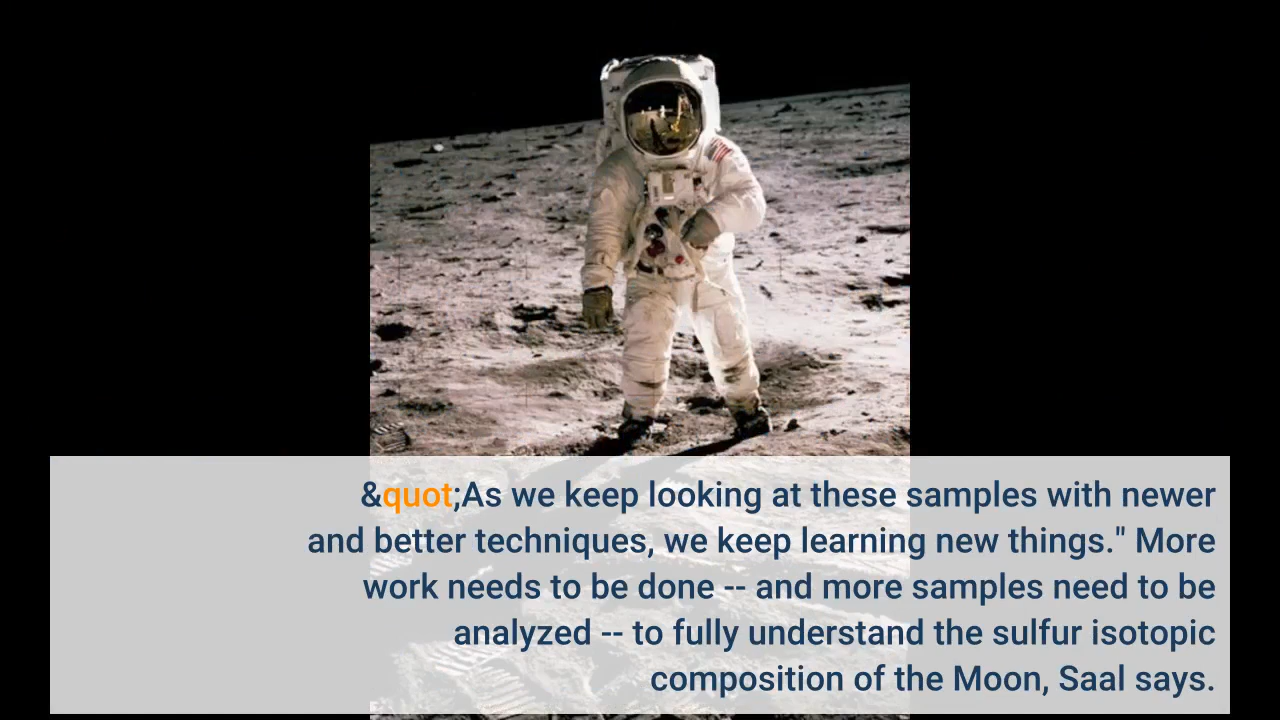 &quot;As we keep looking at these samples with newer
and better techniques, we keep learning new things." More
work needs to be done -- and more samples need to be
analyzed -- to fully understand the sulfur isotopic
composition of the Moon, Saal says.